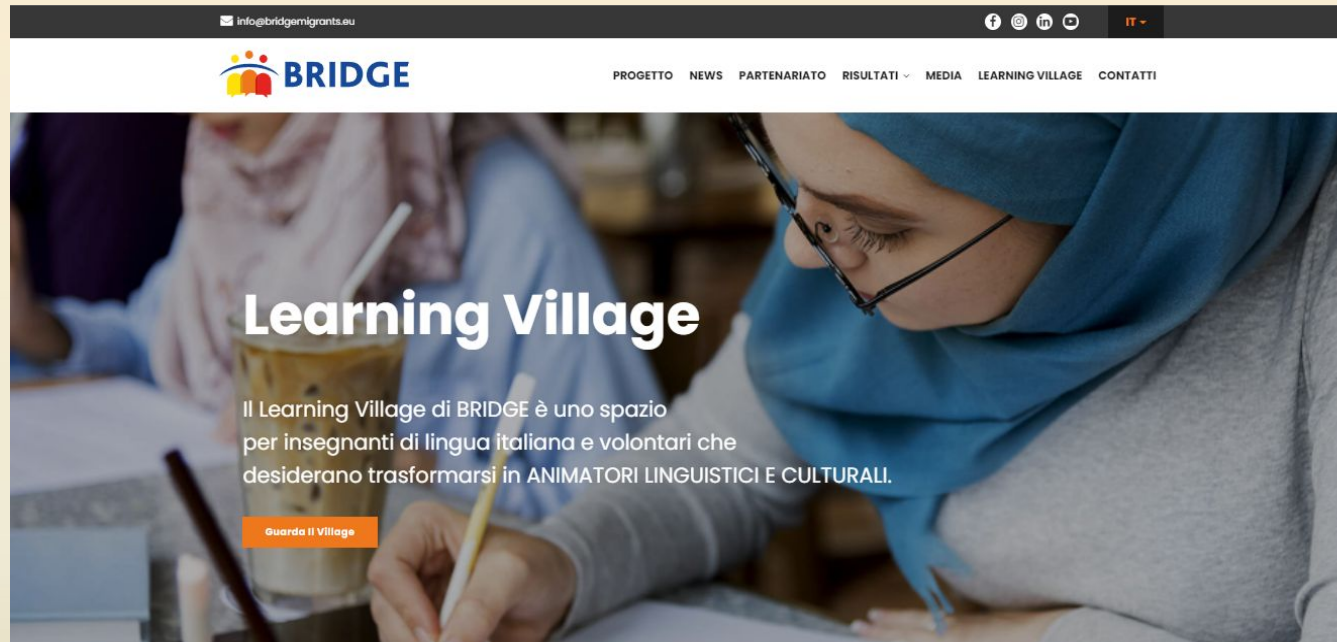 info@bridgemigrants.eu
IT
BRIDGE
PROGETTO NEWS PARTENARIATO RISULTATI MEDIA LEARNING VILLAGE CONTATTI
Learning Village
Il Learning Village di BRIDGE è uno spazio
per insegnanti di lingua italiana e volontari che
desiderano trasformarsi in ANIMATORI LINGUISTICI E CULTURALI.
Guarda Il Village